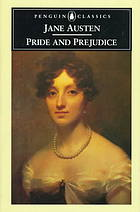 PENGUIN CLASSICS
JANE AUSTEN
PRIDE AND PREJUDICE